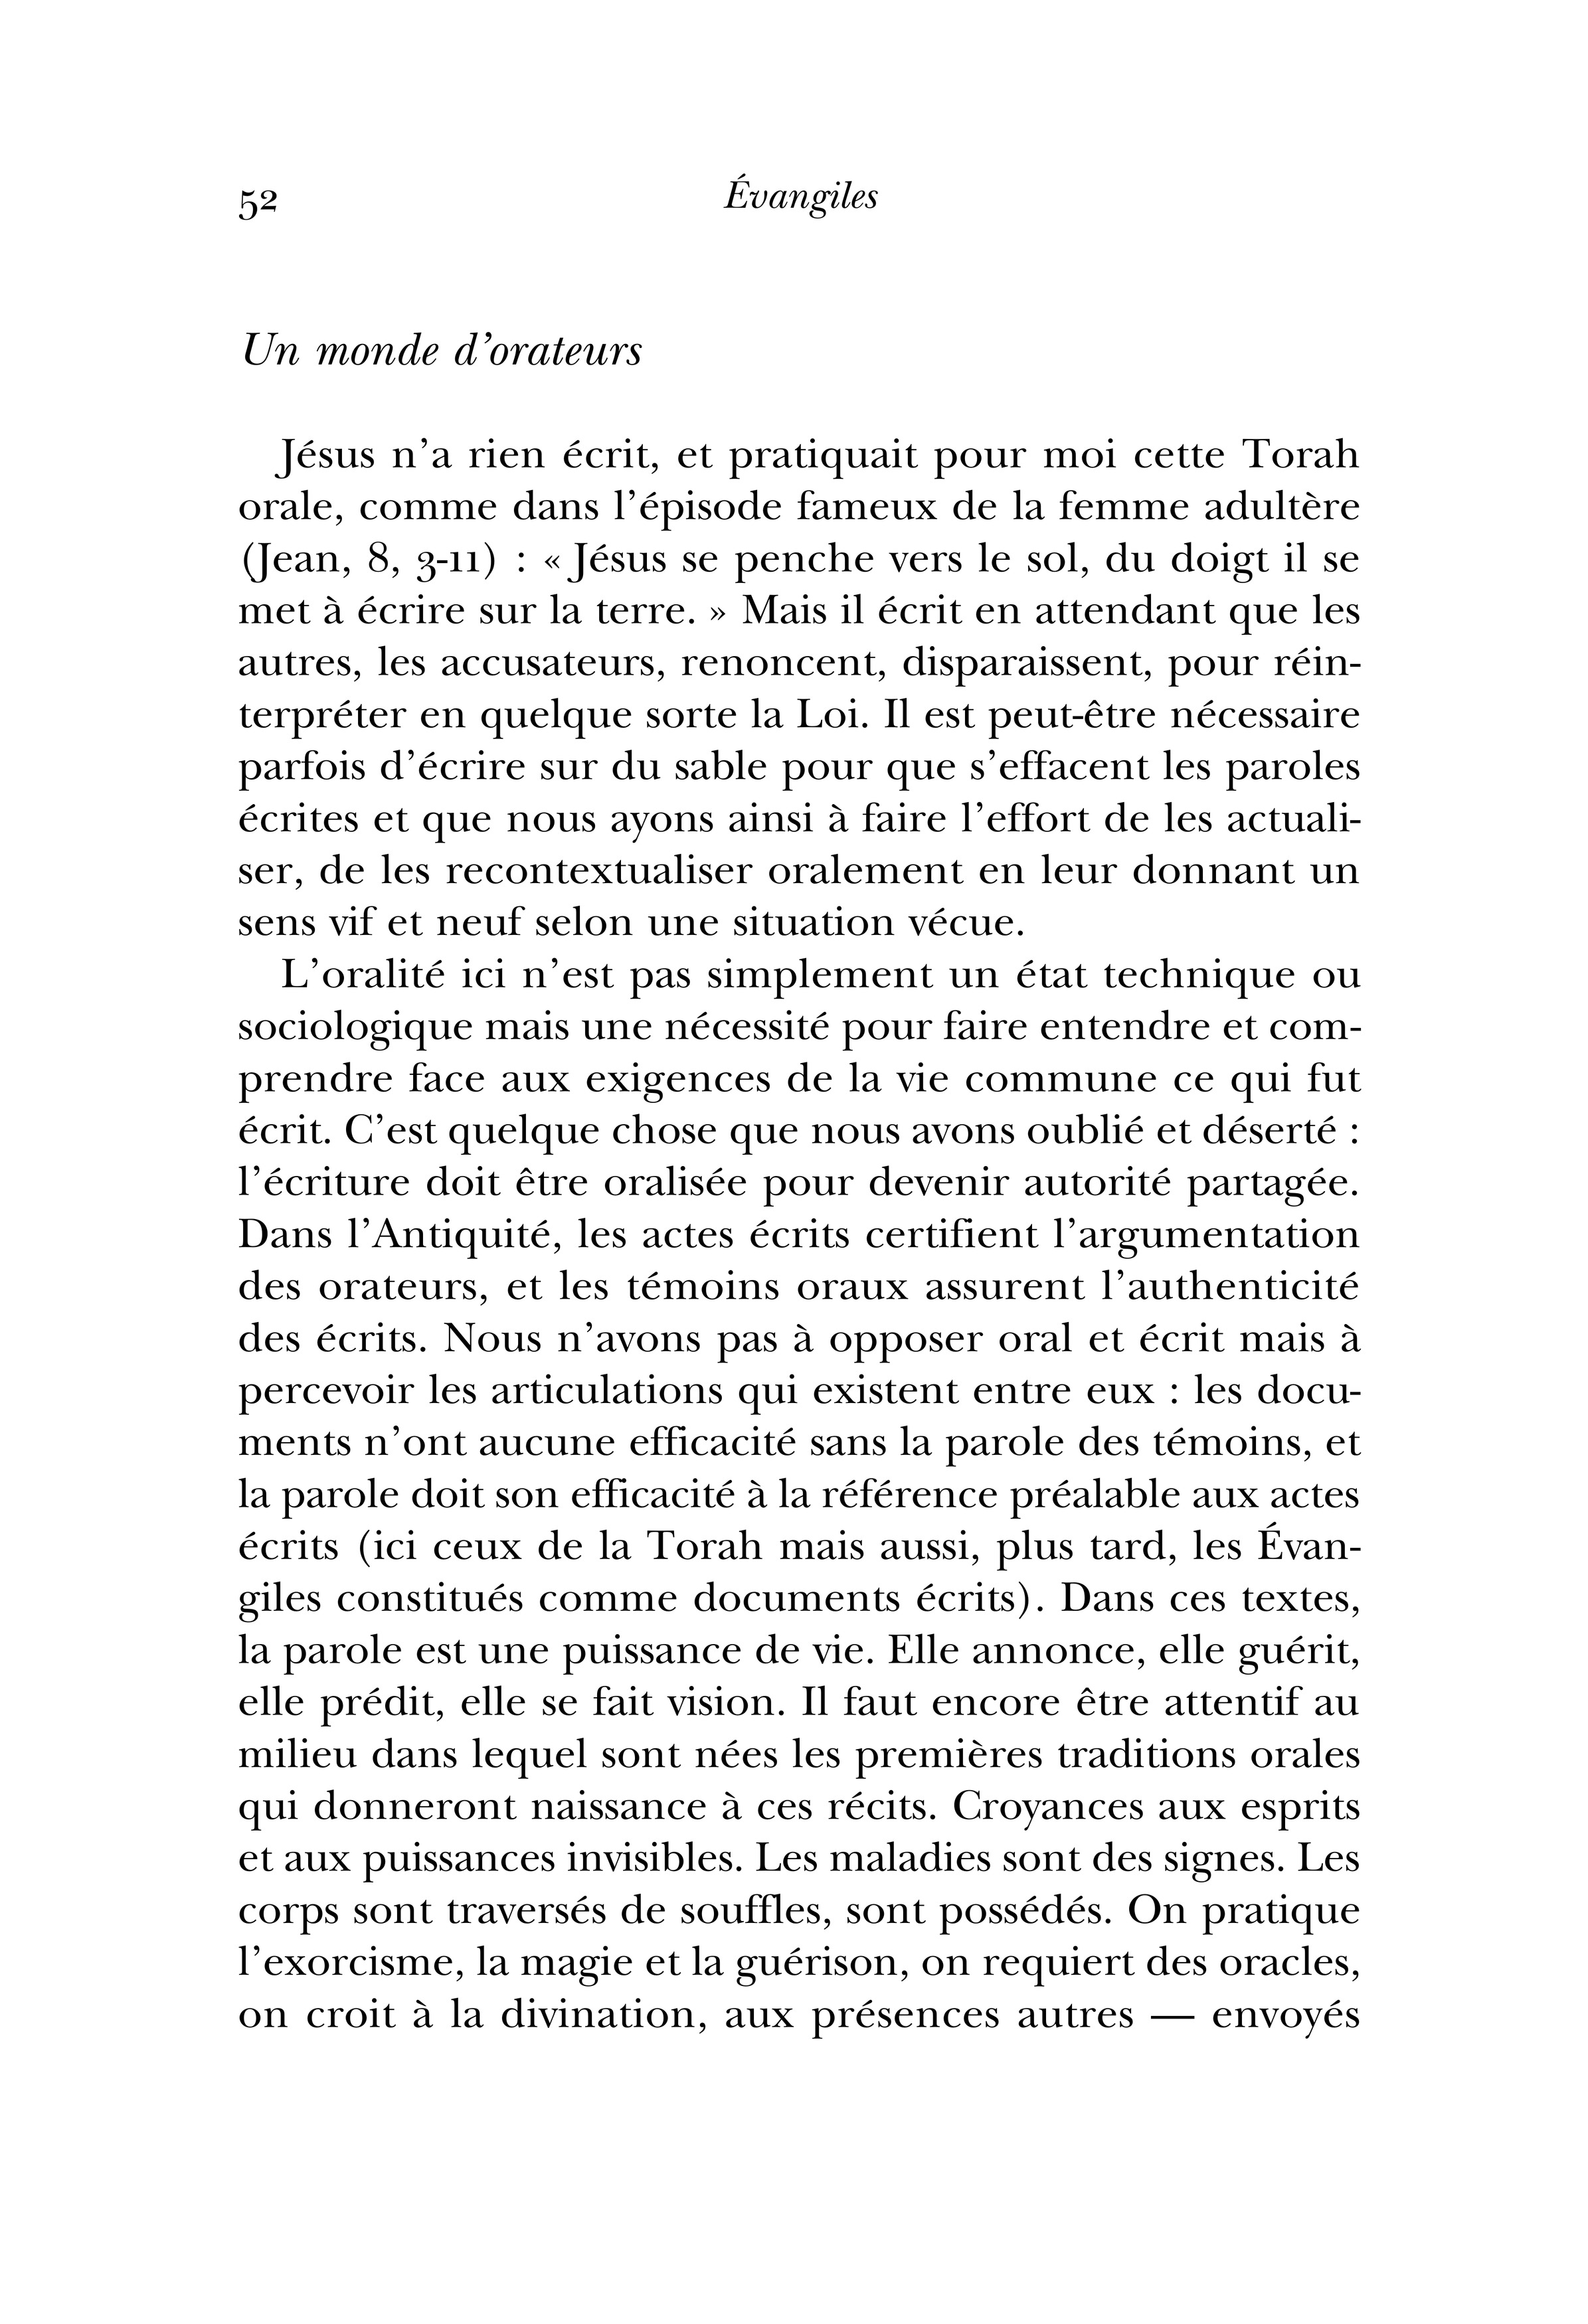 52
Évangiles
Un monde d’orateurs
Jésus n’a rien écrit, et pratiquait pour moi cette Torah
orale, comme dans l’épisode fameux de la femme adultère
(Jean, 8, 3-11) : « Jésus se penche vers le sol, du doigt il se
met à écrire sur la terre. » Mais il écrit en attendant que les
autres, les accusateurs, renoncent, disparaissent, pour réin-
terpréter en quelque sorte la Loi. Il est peut-être nécessaire
parfois d’écrire sur du sable pour que s’effacent les paroles
écrites et que nous ayons ainsi à faire l’effort de les actuali-
ser, de les recontextualiser oralement en leur donnant un
sens vif et neuf selon une situation vécue.
L’oralité ici n’est pas simplement un état technique ou
sociologique mais une nécessité pour faire entendre et com-
prendre face aux exigences de la vie commune ce qui fut
écrit. C’est quelque chose que nous avons oublié et déserté :
l’écriture doit être oralisée pour devenir autorité partagée.
Dans l’Antiquité, les actes écrits certifient l’argumentation
des orateurs, et les témoins oraux assurent l’authenticité
des écrits. Nous n’avons pas à opposer oral et écrit mais à
percevoir les articulations qui existent entre eux : les docu-
ments n’ont aucune efficacité sans la parole des témoins, et
la parole doit son efficacité à la référence préalable aux actes
écrits (ici ceux de la Torah mais aussi, plus tard, les Évan-
giles constitués comme documents écrits). Dans ces textes,
la parole est une puissance de vie. Elle annonce, elle guérit,
elle prédit, elle se fait vision. Il faut encore être attentif au
milieu dans lequel sont nées les premières traditions orales
qui donneront naissance à ces récits. Croyances aux esprits
et aux puissances invisibles. Les maladies sont des signes. Les
corps sont traversés de souffles, sont possédés. On pratique
l’exorcisme, la magie et la guérison, on requiert des oracles,
on croit à la divination, aux présences autres — envoyés